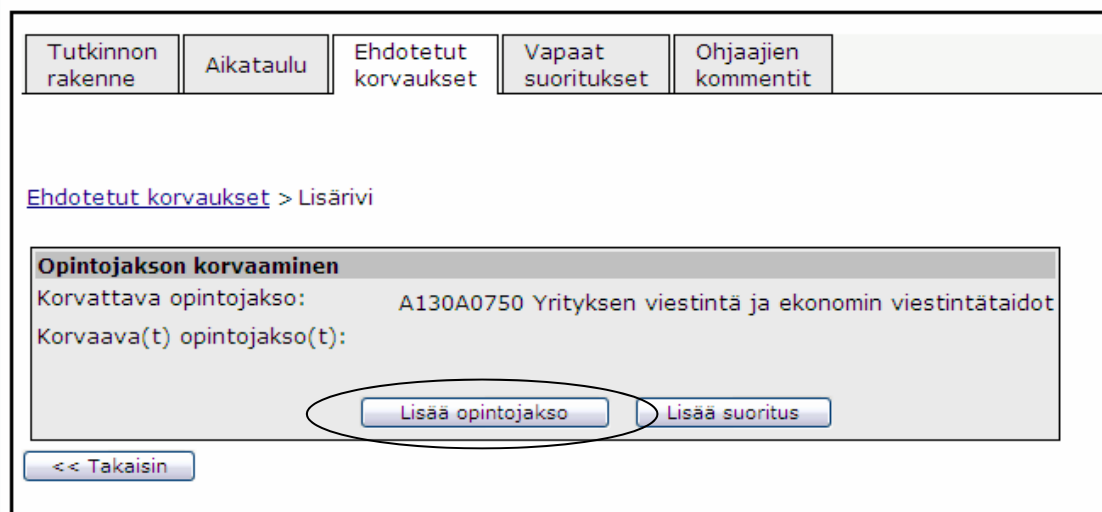 Tutkinnon rakenne
Aikataulu
Ehdotetut korvaukset
Vapaat suoritukset
Ohjaajien kommentit
Ehdotetut korvaukset > Lisärivi
Opintojakson korvaaminen
Korvattava opintojakso: A130A0750 Yrityksen viestintä ja ekonomin viestintätaidot
Korvaava(t) opintojakso(t):
Lisää opintojakso Lisää suoritus
<< Takaisin